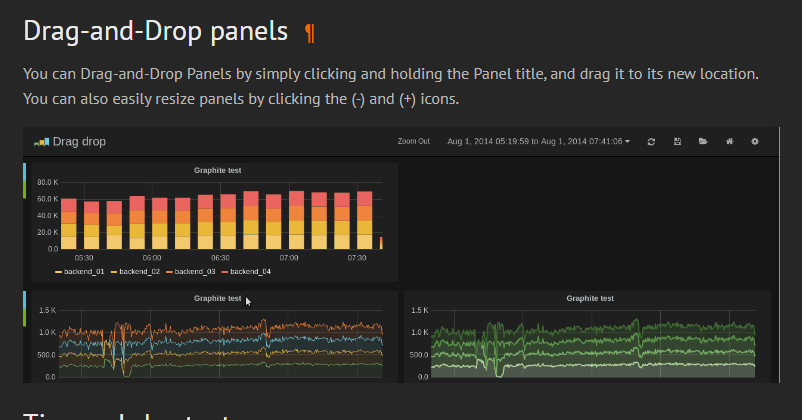 Drag-and-Drop panels ¶
You can Drag-and-Drop Panels by simply clicking and holding the Panel title, and drag it to its new location.
You can also easily resize panels by clicking the (-) and (+) icons.
Drag drop
Zoom Out
Aug 1, 2014 05:19:59 to Aug 1, 2014 07:41:06
Graphite test
80.0 K
60.0 K
40.0 K
20.0 K
0.0
05:30 06:00 06:30 07:00 07:30
backend_01 backend_02 backend_03 backend_04
Graphite test
1.5 K
1.0 K
500.0
0.0
Graphite test
1.5 K
1.0 K
500.0
0.0